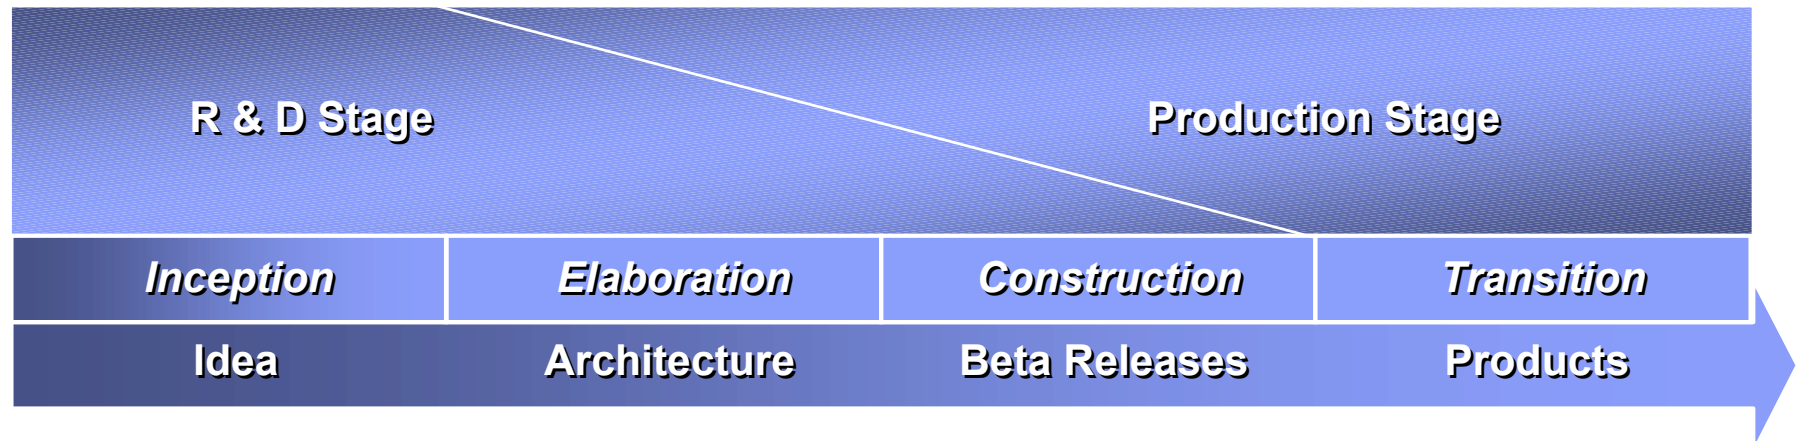 R & D Stage
Production Stage
Inception
Elaboration
Construction
Transition
Idea
Architecture
Beta Releases
Products